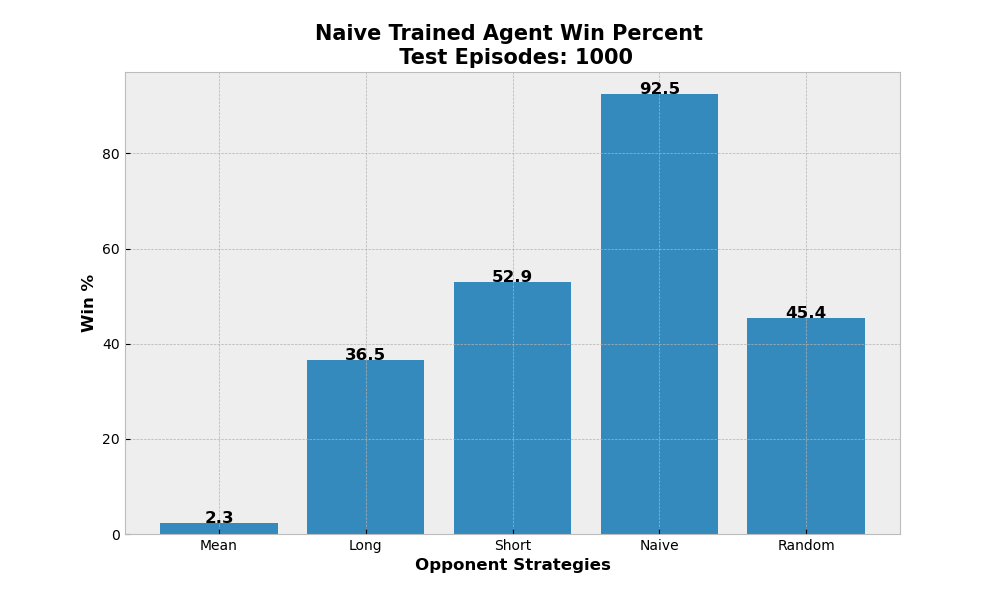 Naive Trained Agent Win Percent
Test Episodes: 1000
92.5
80
60
52.9
45.4
40
36.5
20
2.3
0
Win %
Mean Long Short Naive Random
Opponent Strategies